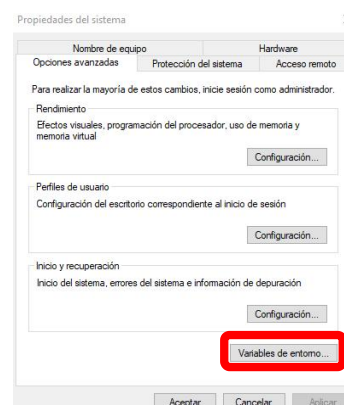 Propiedades del sistema
Nombre de equipo Hardware
Opciones avanzadas Protección del sistema Acceso remoto
Para realizar la mayoría de estos cambios, inicie sesión como administrador.
Rendimiento
Efectos visuales, programación del procesador, uso de memoria y
memoria virtual
Configuración...
Perfiles de usuario
Configuración del escritorio correspondiente al inicio de sesión
Configuración...
Inicio y recuperación
Inicio del sistema, errores del sistema e información de depuración
Configuración...
Variables de entorno...
Aceptar Cancelar Aplicar